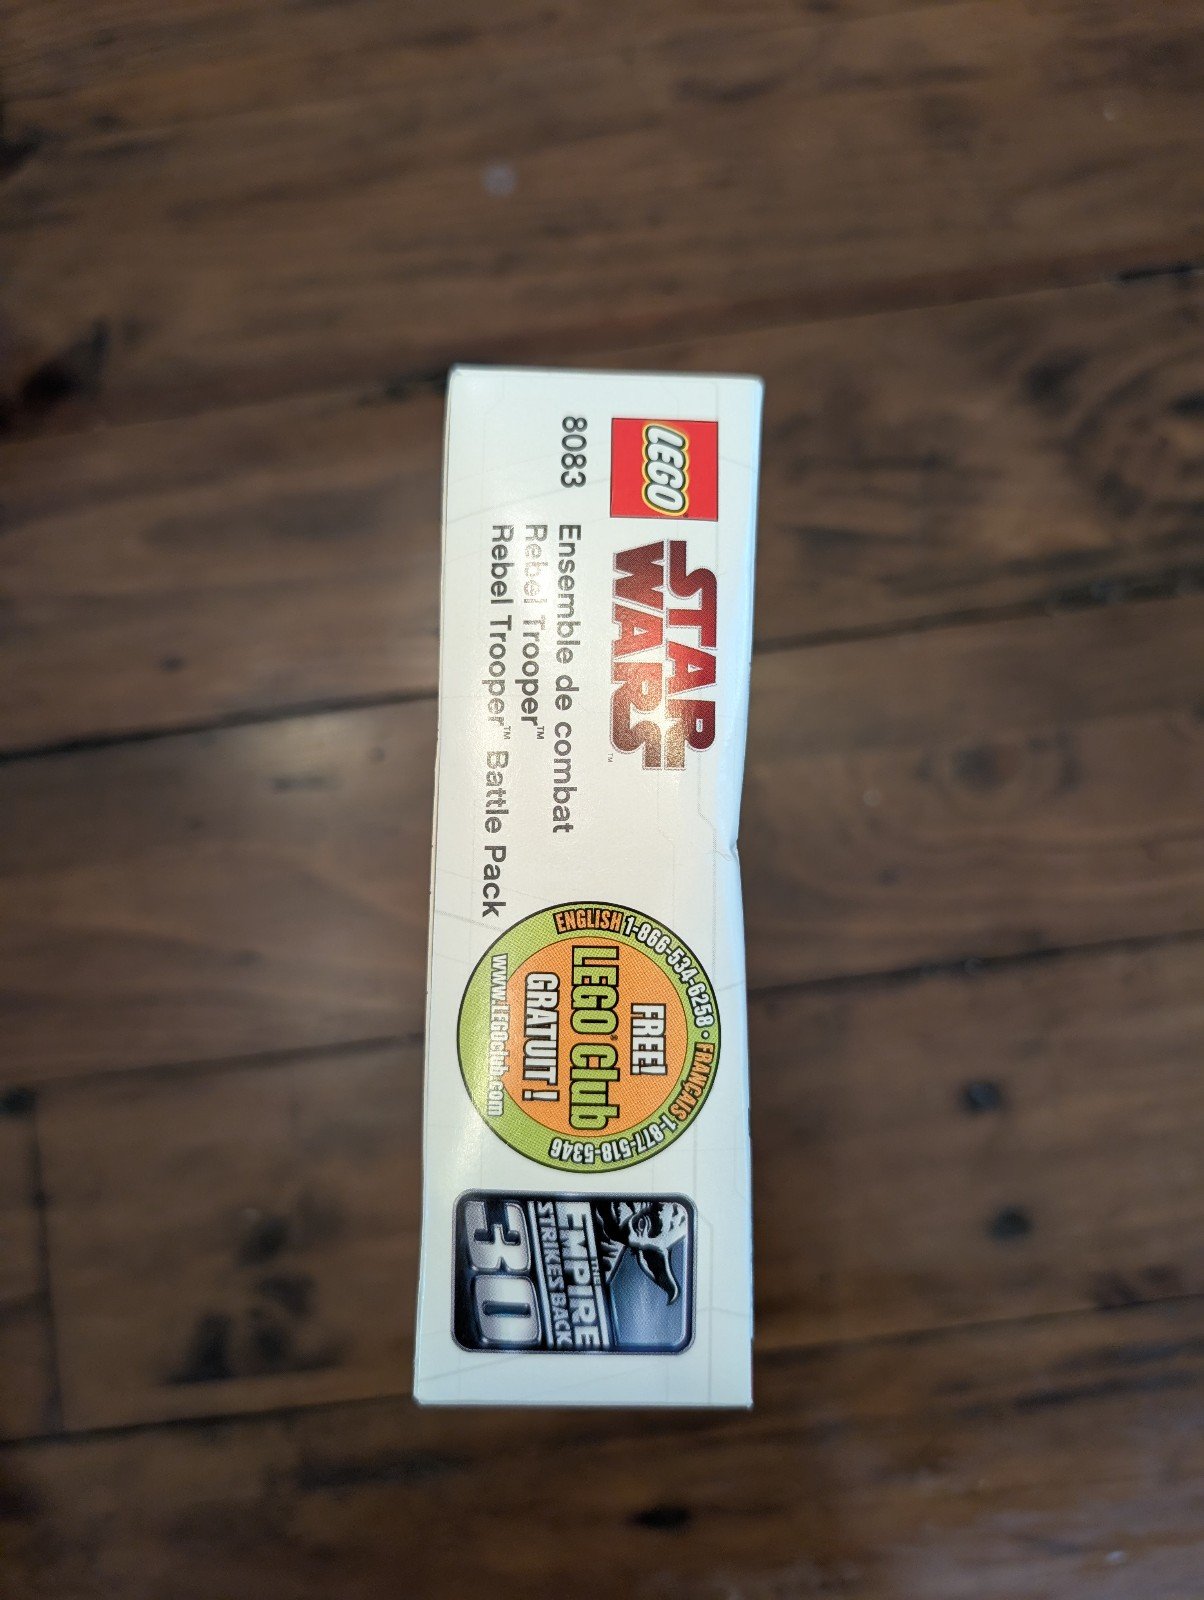 LEGO
STAR
WARS™
8083
Ensemble de combat
Rebel Trooper™
Rebel Trooper™ Battle Pack
ENGLISH 1-866-534-6258 • FRANÇAIS 1-877-518-5346
FREE!
LEGO® Club
GRATUIT !
www.LEGOclub.com
THE
EMPIRE
STRIKES BACK
30